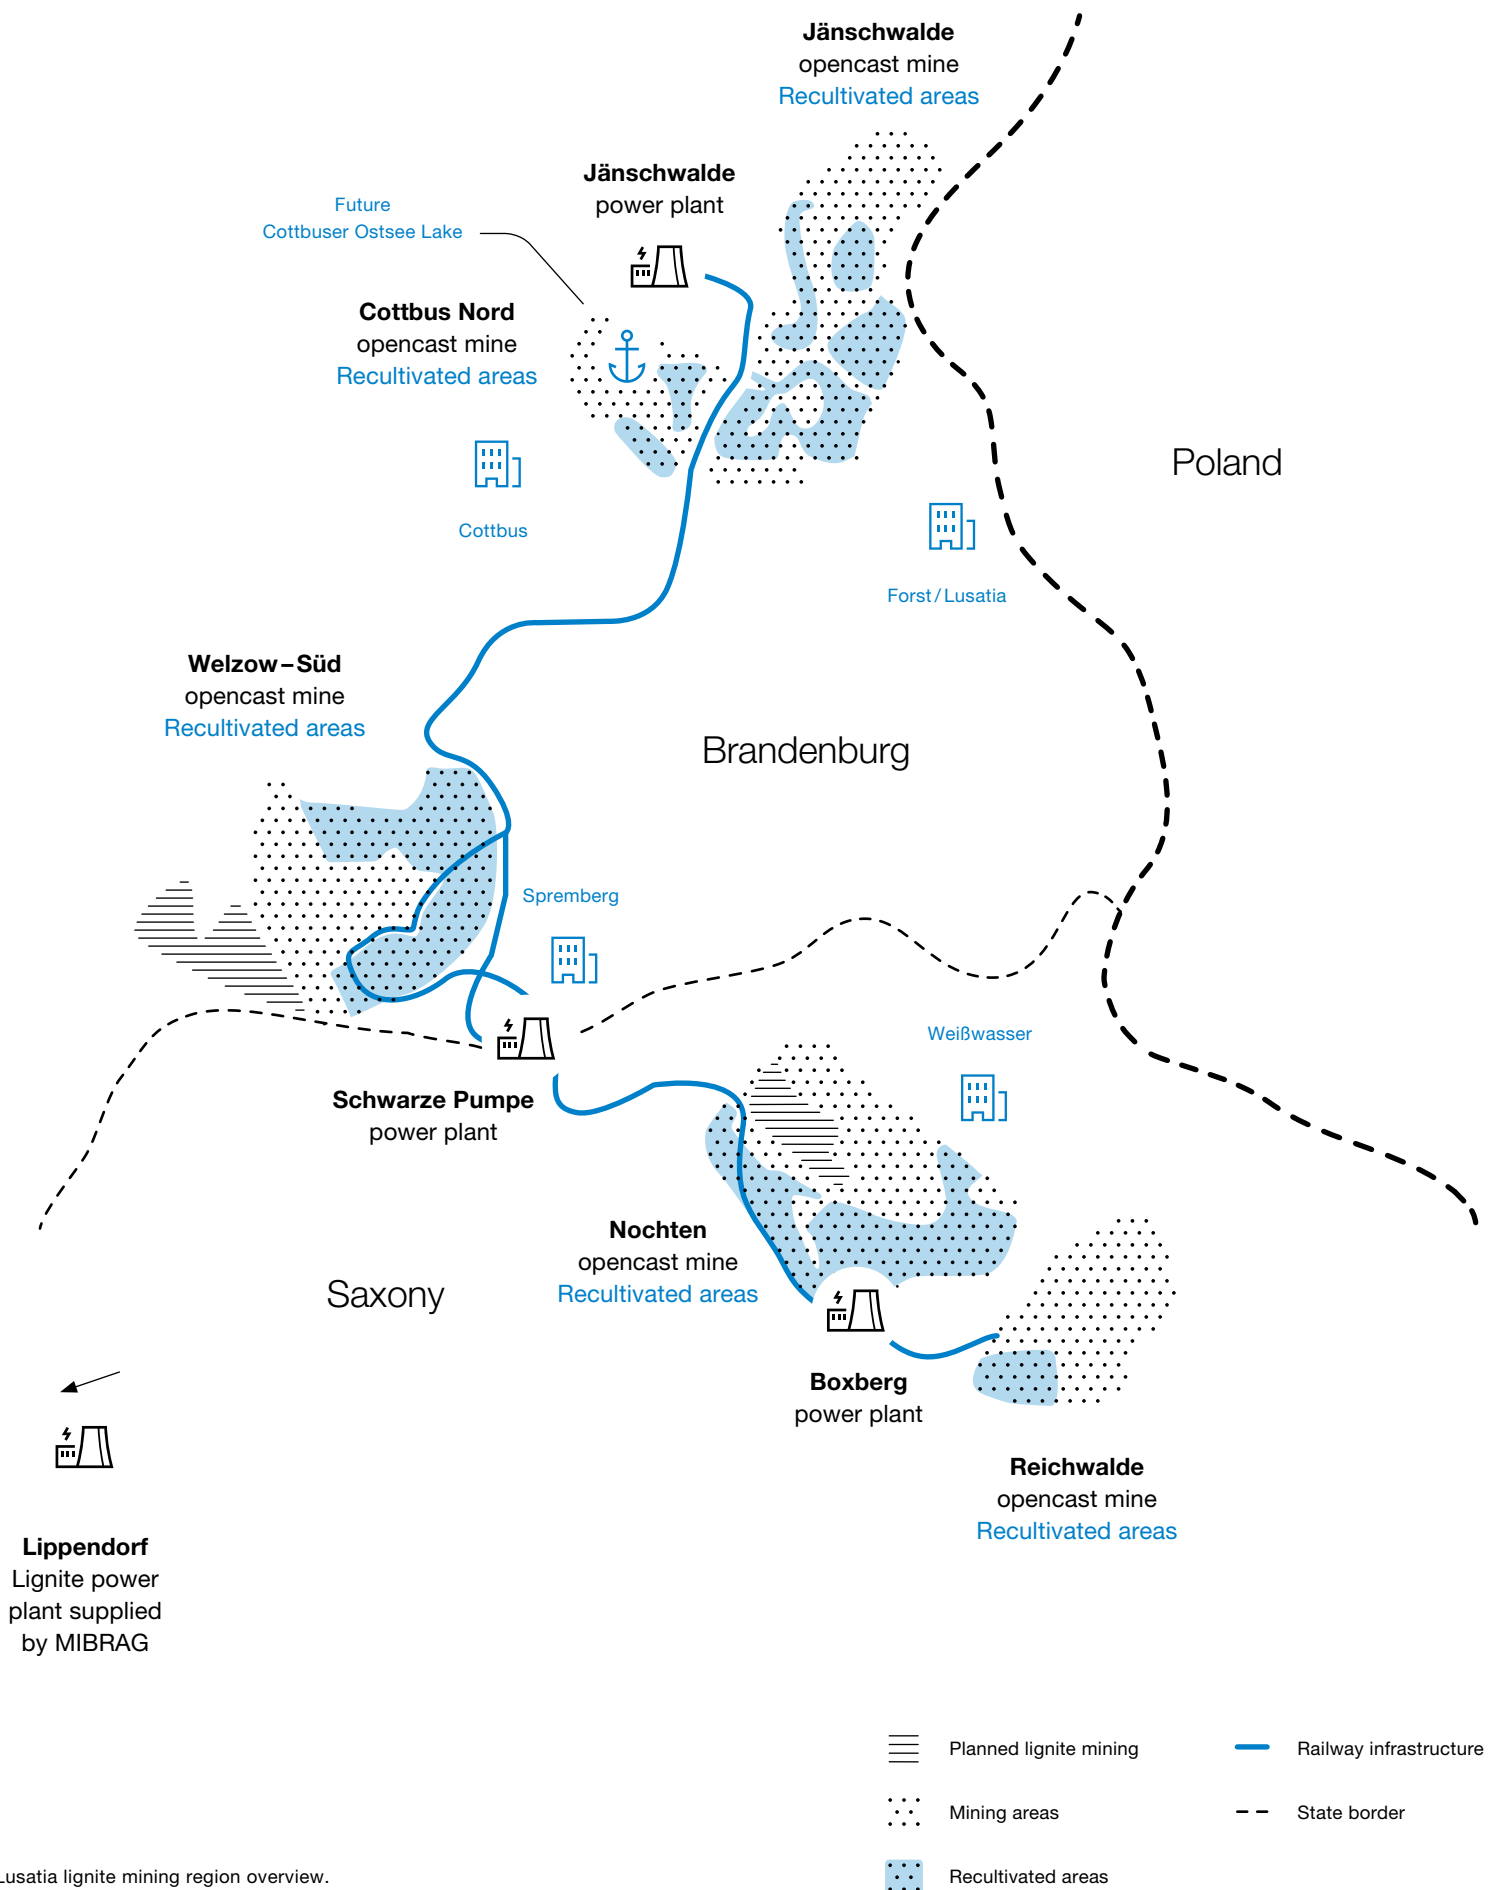 Jänschwalde
opencast mine
Recultivated areas
Jänschwalde
power plant
Future
Cottbuser Ostsee Lake
Cottbus Nord
opencast mine
Recultivated areas
Poland
Cottbus
Forst / Lusatia
Welzow – Süd
opencast mine
Recultivated areas
Brandenburg
Spremberg
Weißwasser
Schwarze Pumpe
power plant
Nochten
opencast mine
Recultivated areas
Saxony
Boxberg
power plant
Reichwalde
opencast mine
Recultivated areas
Lippendorf
Lignite power
plant supplied
by MIBRAG
Planned lignite mining
Railway infrastructure
Mining areas
State border
Recultivated areas
Lusatia lignite mining region overview.